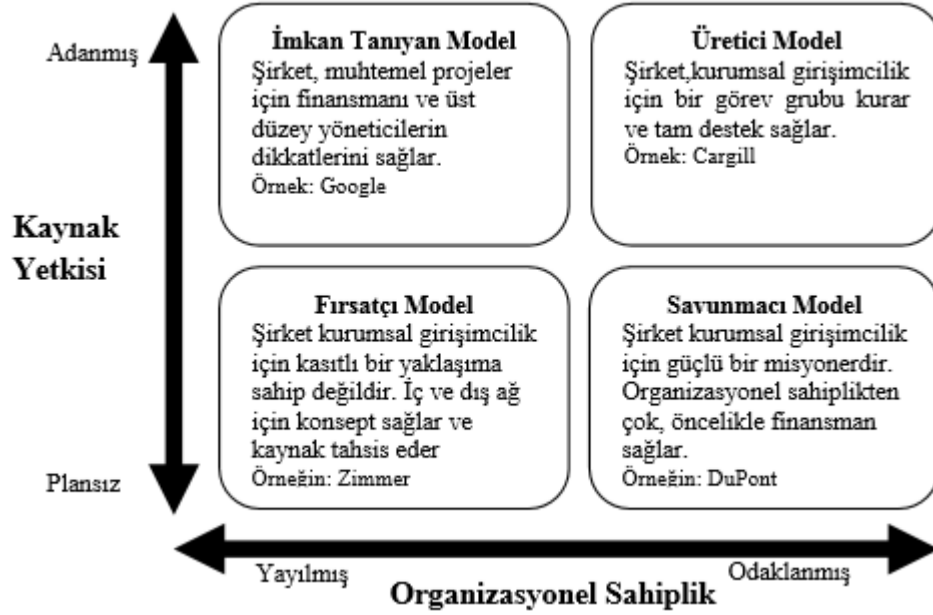 Adanmış
Kaynak
Yetkisi
Plansız
İmkan Tanıyan Model
Şirket, muhtemel projeler
için finansmanı ve üst
düzey yöneticilerin
dikkatlerini sağlar.
Örnek: Google
Üretici Model
Şirket,kurumsal girişimcilik
için bir görev grubu kurar
ve tam destek sağlar.
Örnek: Cargill
Fırsatçı Model
Şirket kurumsal girişimcilik
için kasıtlı bir yaklaşıma
sahip değildir. İç ve dış ağ
için konsept sağlar ve
kaynak tahsis eder
Örneğin: Zimmer
Savunmacı Model
Şirket kurumsal girişimcilik
için güçlü bir misyonerdir.
Organizasyonel sahiplikten
çok, öncelikle finansman
sağlar.
Örneğin: DuPont
Yayılmış
Organizasyonel Sahiplik
Odaklanmış